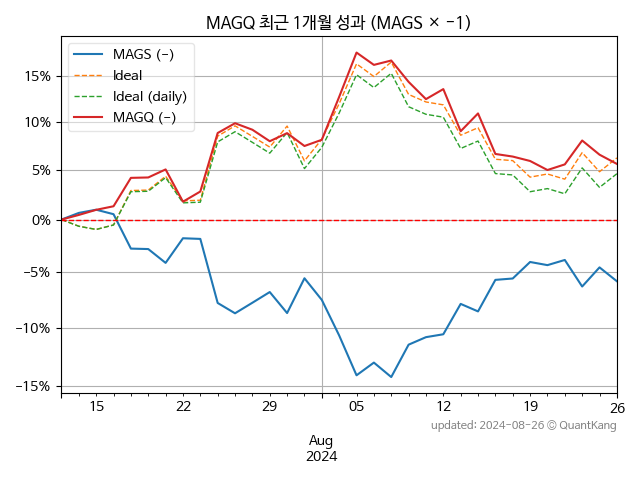 MAGQ 최근 1개월 성과 (MAGS × −1)
MAGS (−)
Ideal
Ideal (daily)
MAGQ (−)
15%
10%
5%
0%
−5%
−10%
−15%
15
22
29
05
12
19
26
Aug
2024
updated: 2024-08-26 © QuantKang